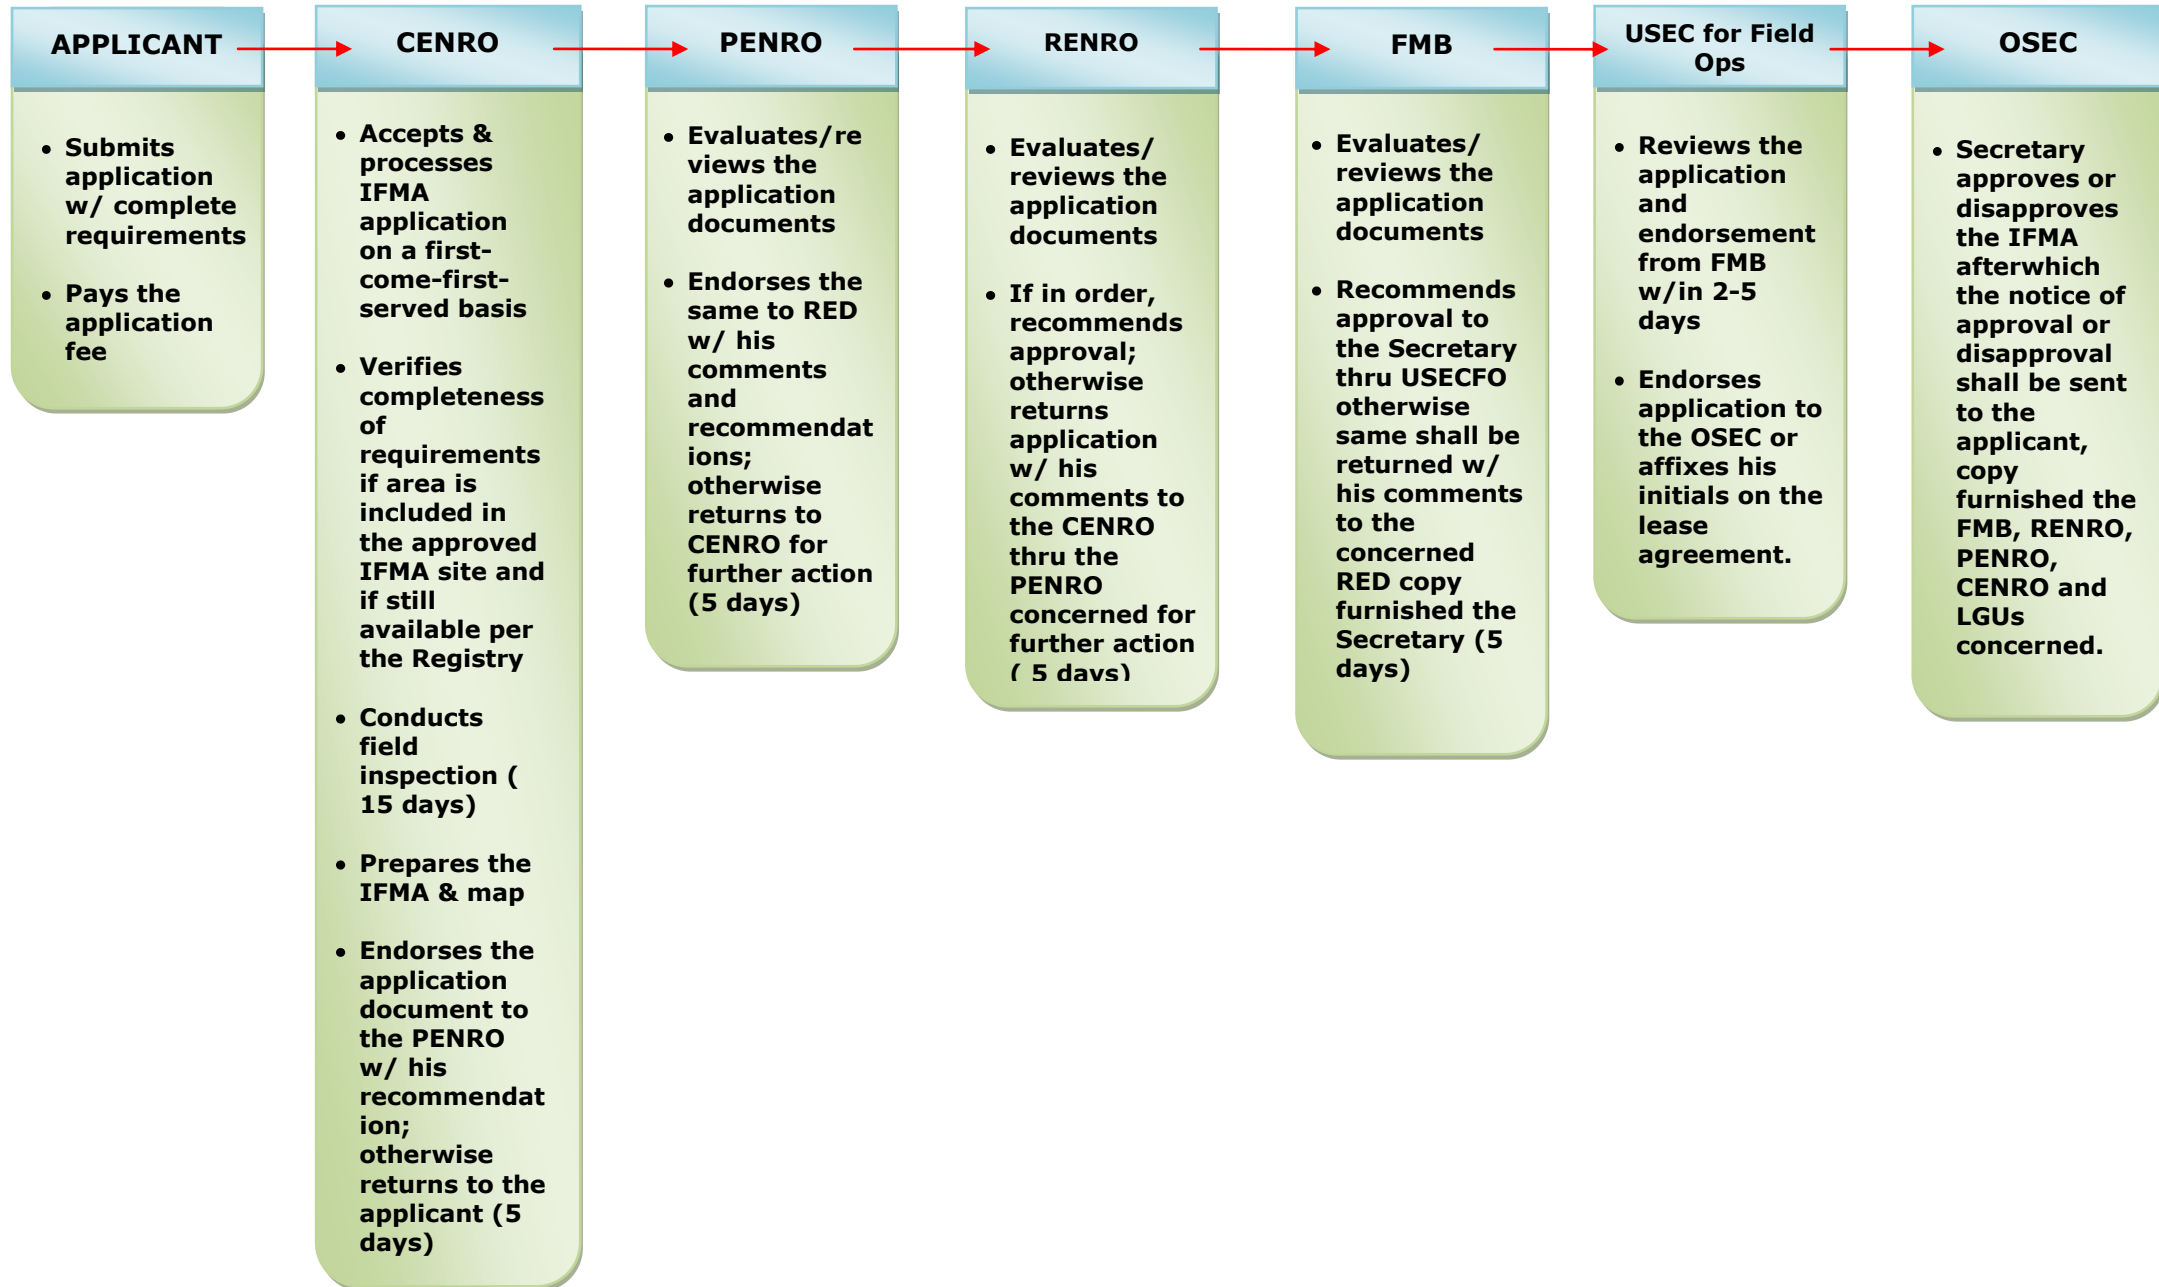 APPLICANT
CENRO
PENRO
RENRO
FMB
USEC for Field
Ops
OSEC
• Submits
application
w/ complete
requirements
• Pays the
application
fee
• Accepts &
processes
IFMA
application
on a first-
come-first-
served basis
• Verifies
completeness
of
requirements
if area is
included in
the approved
IFMA site and
if still
available per
the Registry
• Conducts
field
inspection (
15 days)
• Prepares the
IFMA & map
• Endorses the
application
document to
the PENRO
w/ his
recommendat
ion;
otherwise
returns to the
applicant (5
days)
• Evaluates/re
views the
application
documents
• Endorses the
same to RED
w/ his
comments
and
recommendat
ions;
otherwise
returns to
CENRO for
further action
(5 days)
• Evaluates/
reviews the
application
documents
• If in order,
recommends
approval;
otherwise
returns
application
w/ his
comments to
the CENRO
thru the
PENRO
concerned for
further action
( 5 days)
• Evaluates/
reviews the
application
documents
• Recommends
approval to
the Secretary
thru USECFO
otherwise
same shall be
returned w/
his comments
to the
concerned
RED copy
furnished the
Secretary (5
days)
• Reviews the
application
and
endorsement
from FMB
w/in 2-5
days
• Endorses
application to
the OSEC or
affixes his
initials on the
lease
agreement.
• Secretary
approves or
disapproves
the IFMA
afterwhich
the notice of
approval or
disapproval
shall be sent
to the
applicant,
copy
furnished the
FMB, RENRO,
PENRO,
CENRO and
LGUs
concerned.